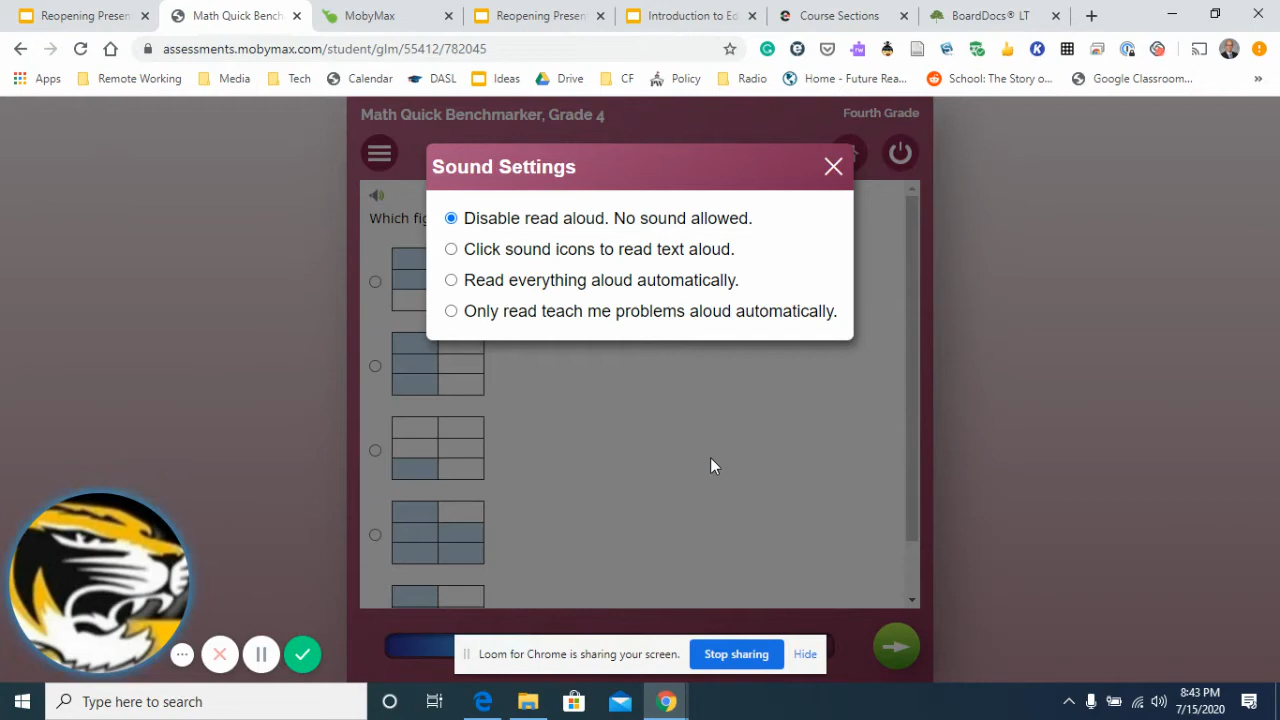 Reopening Presen
Math Quick Bench
MobyMax
Reopening Presen
Introduction to Ed
Course Sections
BoardDocs® LT
assessments.mobymax.com/student/glm/55412/782045
Apps
Remote Working
Media
Tech
Calendar
DASL
Ideas
Drive
CF
Policy
Radio
Home - Future Rea...
School: The Story o...
Google Classroom...
Math Quick Benchmarker, Grade 4
Fourth Grade
Sound Settings
Which fig
Disable read aloud. No sound allowed.
Click sound icons to read text aloud.
Read everything aloud automatically.
Only read teach me problems aloud automatically.
Loom for Chrome is sharing your screen.
Stop sharing
Hide
Type here to search
8:43 PM
7/15/2020